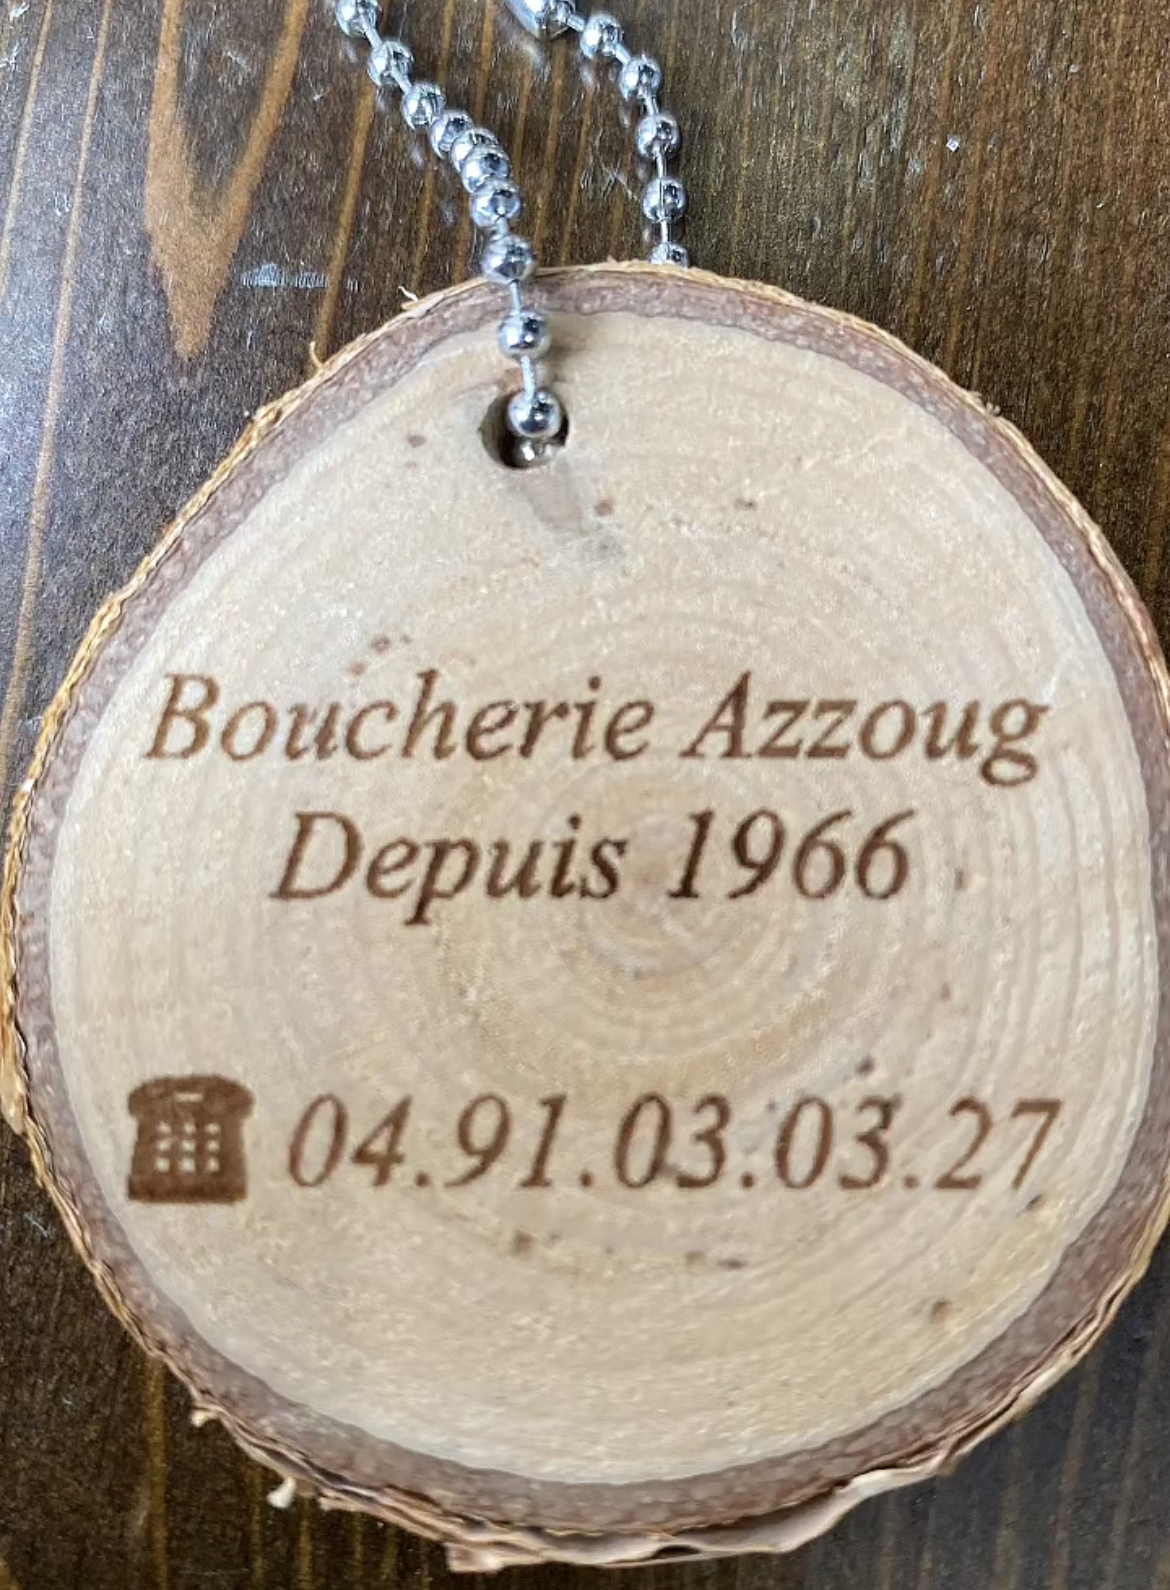 Boucherie Azzoug
Depuis 1966
☎ 04.91.03.03.27